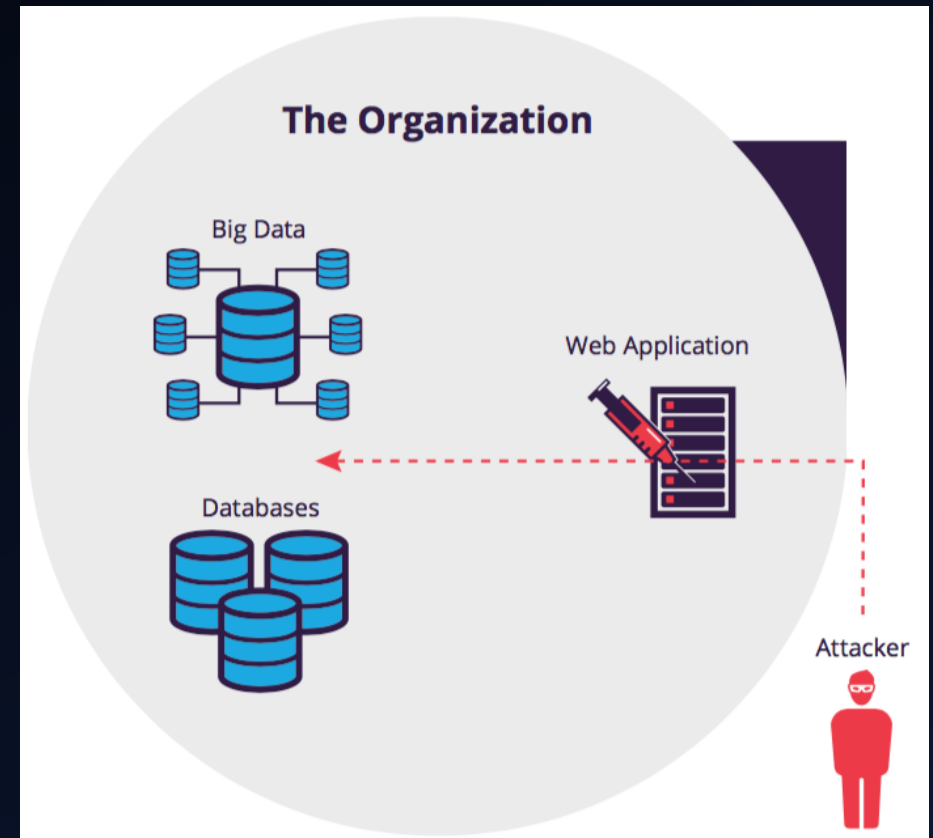 The Organization
Big Data
Web Application
Databases
Attacker